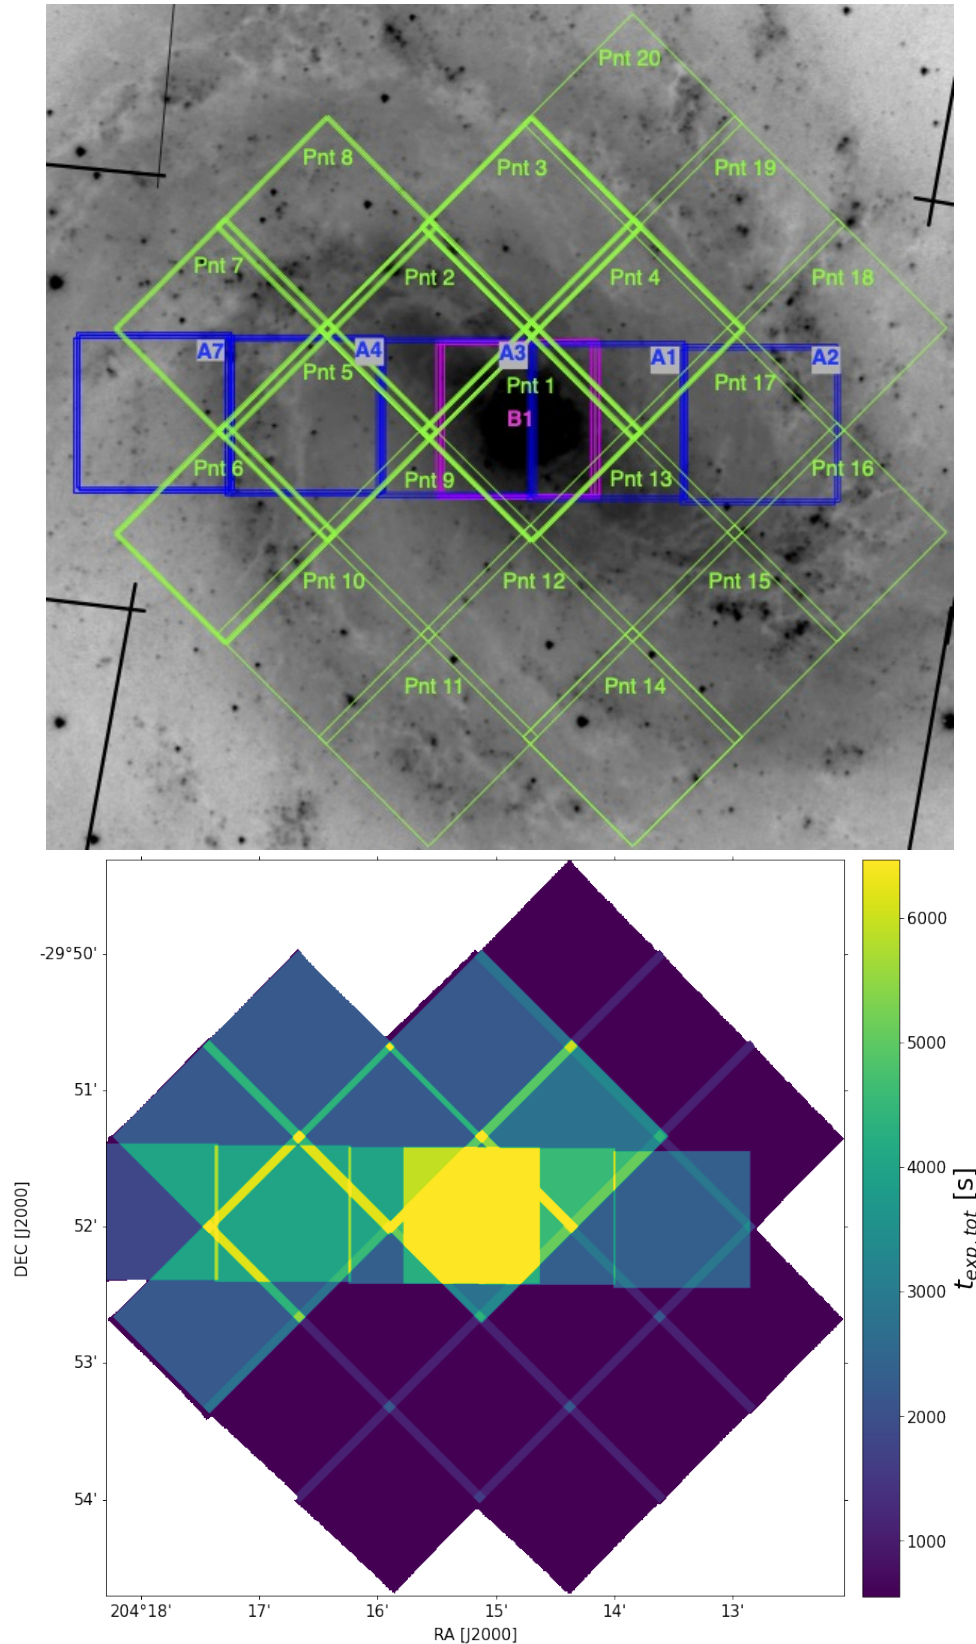 Pnt 20
Pnt 8
Pnt 3
Pnt 19
Pnt 7
Pnt 2
Pnt 4
Pnt 18
A7
A4
A3
A1
A2
Pnt 5
Pnt 1
Pnt 17
B1
Pnt 6
Pnt 9
Pnt 13
Pnt 16
Pnt 10
Pnt 12
Pnt 15
Pnt 11
Pnt 14
-29°50'
51'
52'
53'
54'
DEC [J2000]
204°18'
17'
16'
15'
14'
13'
RA [J2000]
6000
5000
4000
3000
2000
1000
t_exp,tot [s]